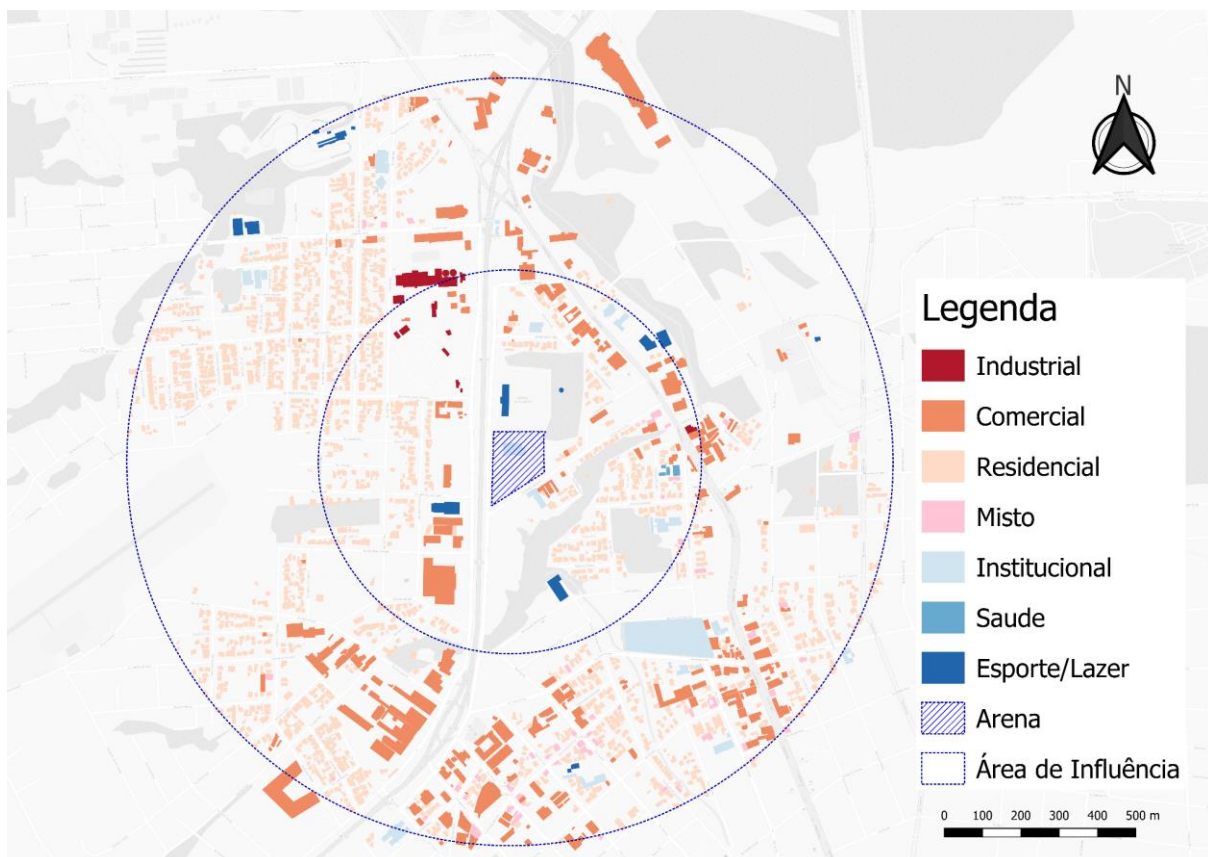 N
Legenda
Industrial
Comercial
Residencial
Misto
Institucional
Saude
Esporte/Lazer
Arena
Área de Influência
0 100 200 300 400 500 m